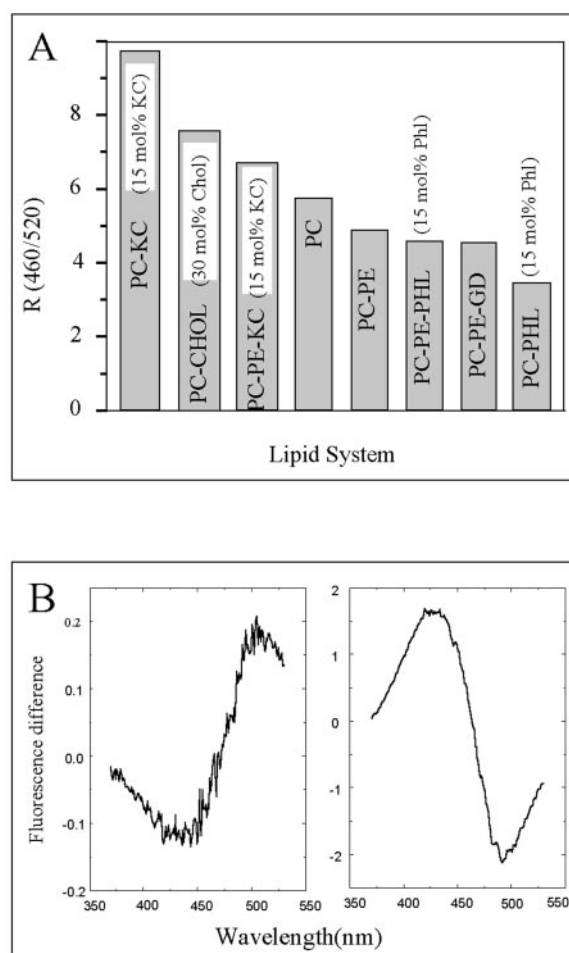 A
R (460/520)
8
6
4
2
0
PC-KC (15 mol% KC)
PC-CHOL (30 mol% Chol)
PC-PE-KC (15 mol% KC)
PC
PC-PE
PC-PE-PHL (15 mol% Phl)
PC-PE-GD
PC-PHL (15 mol% Phl)
Lipid System
B
Fluorescence difference
0.2
0.1
0.0
-0.1
-0.2
350 400 450 500 550
2
1
0
-1
-2
350 400 450 500 550
Wavelength(nm)